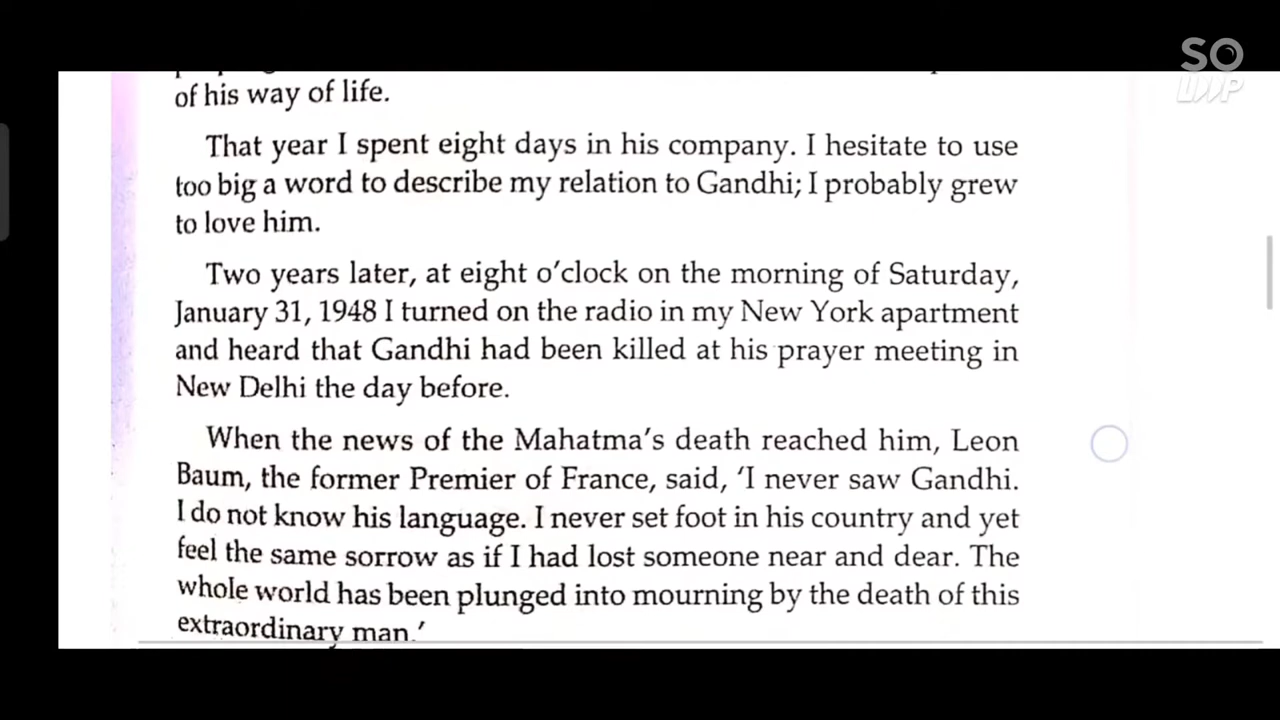 SO
LOOP
of his way of life.
That year I spent eight days in his company. I hesitate to use
too big a word to describe my relation to Gandhi; I probably grew
to love him.
Two years later, at eight o'clock on the morning of Saturday,
January 31, 1948 I turned on the radio in my New York apartment
and heard that Gandhi had been killed at his prayer meeting in
New Delhi the day before.
When the news of the Mahatma's death reached him, Leon
Baum, the former Premier of France, said, 'I never saw Gandhi.
I do not know his language. I never set foot in his country and yet
feel the same sorrow as if I had lost someone near and dear. The
whole world has been plunged into mourning by the death of this
extraordinary man.'